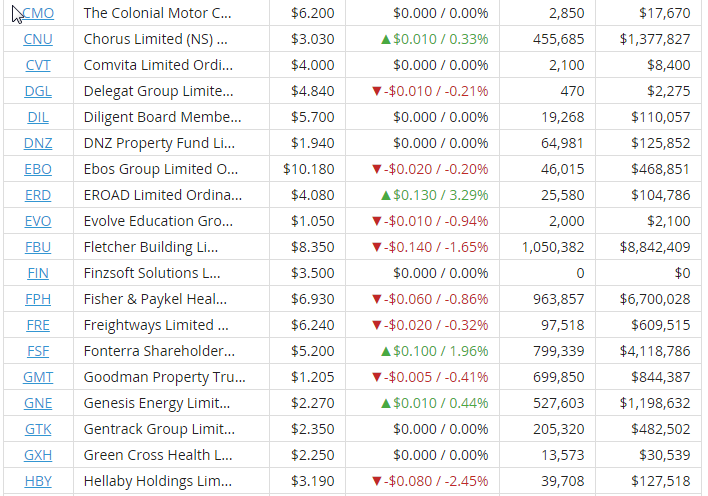 CMO The Colonial Motor C... $6.200 $0.000 / 0.00% 2,850 $17,670
CNU Chorus Limited (NS) ... $3.030 ▲$0.010 / 0.33% 455,685 $1,377,827
CVT Comvita Limited Ordi... $4.000 $0.000 / 0.00% 2,100 $8,400
DGL Delegat Group Limite... $4.840 ▼-$0.010 / -0.21% 470 $2,275
DIL Diligent Board Membe... $5.700 $0.000 / 0.00% 19,268 $110,057
DNZ DNZ Property Fund Li... $1.940 $0.000 / 0.00% 64,981 $125,852
EBO Ebos Group Limited O... $10.180 ▼-$0.020 / -0.20% 46,015 $468,851
ERD EROAD Limited Ordina... $4.080 ▲$0.130 / 3.29% 25,580 $104,786
EVO Evolve Education Gro... $1.050 ▼-$0.010 / -0.94% 2,000 $2,100
FBU Fletcher Building Li... $8.350 ▼-$0.140 / -1.65% 1,050,382 $8,842,409
FIN Finzsoft Solutions L... $3.500 $0.000 / 0.00% 0 $0
FPH Fisher & Paykel Heal... $6.930 ▼-$0.060 / -0.86% 963,857 $6,700,028
FRE Freightways Limited ... $6.240 ▼-$0.020 / -0.32% 97,518 $609,515
FSF Fonterra Shareholder... $5.200 ▲$0.100 / 1.96% 799,339 $4,118,786
GMT Goodman Property Tru... $1.205 ▼-$0.005 / -0.41% 699,850 $844,387
GNE Genesis Energy Limit... $2.270 ▲$0.010 / 0.44% 527,603 $1,198,632
GTK Gentrack Group Limit... $2.350 $0.000 / 0.00% 205,320 $482,502
GXH Green Cross Health L... $2.250 $0.000 / 0.00% 13,573 $30,539
HBY Hellaby Holdings Lim... $3.190 ▼-$0.080 / -2.45% 39,708 $127,518